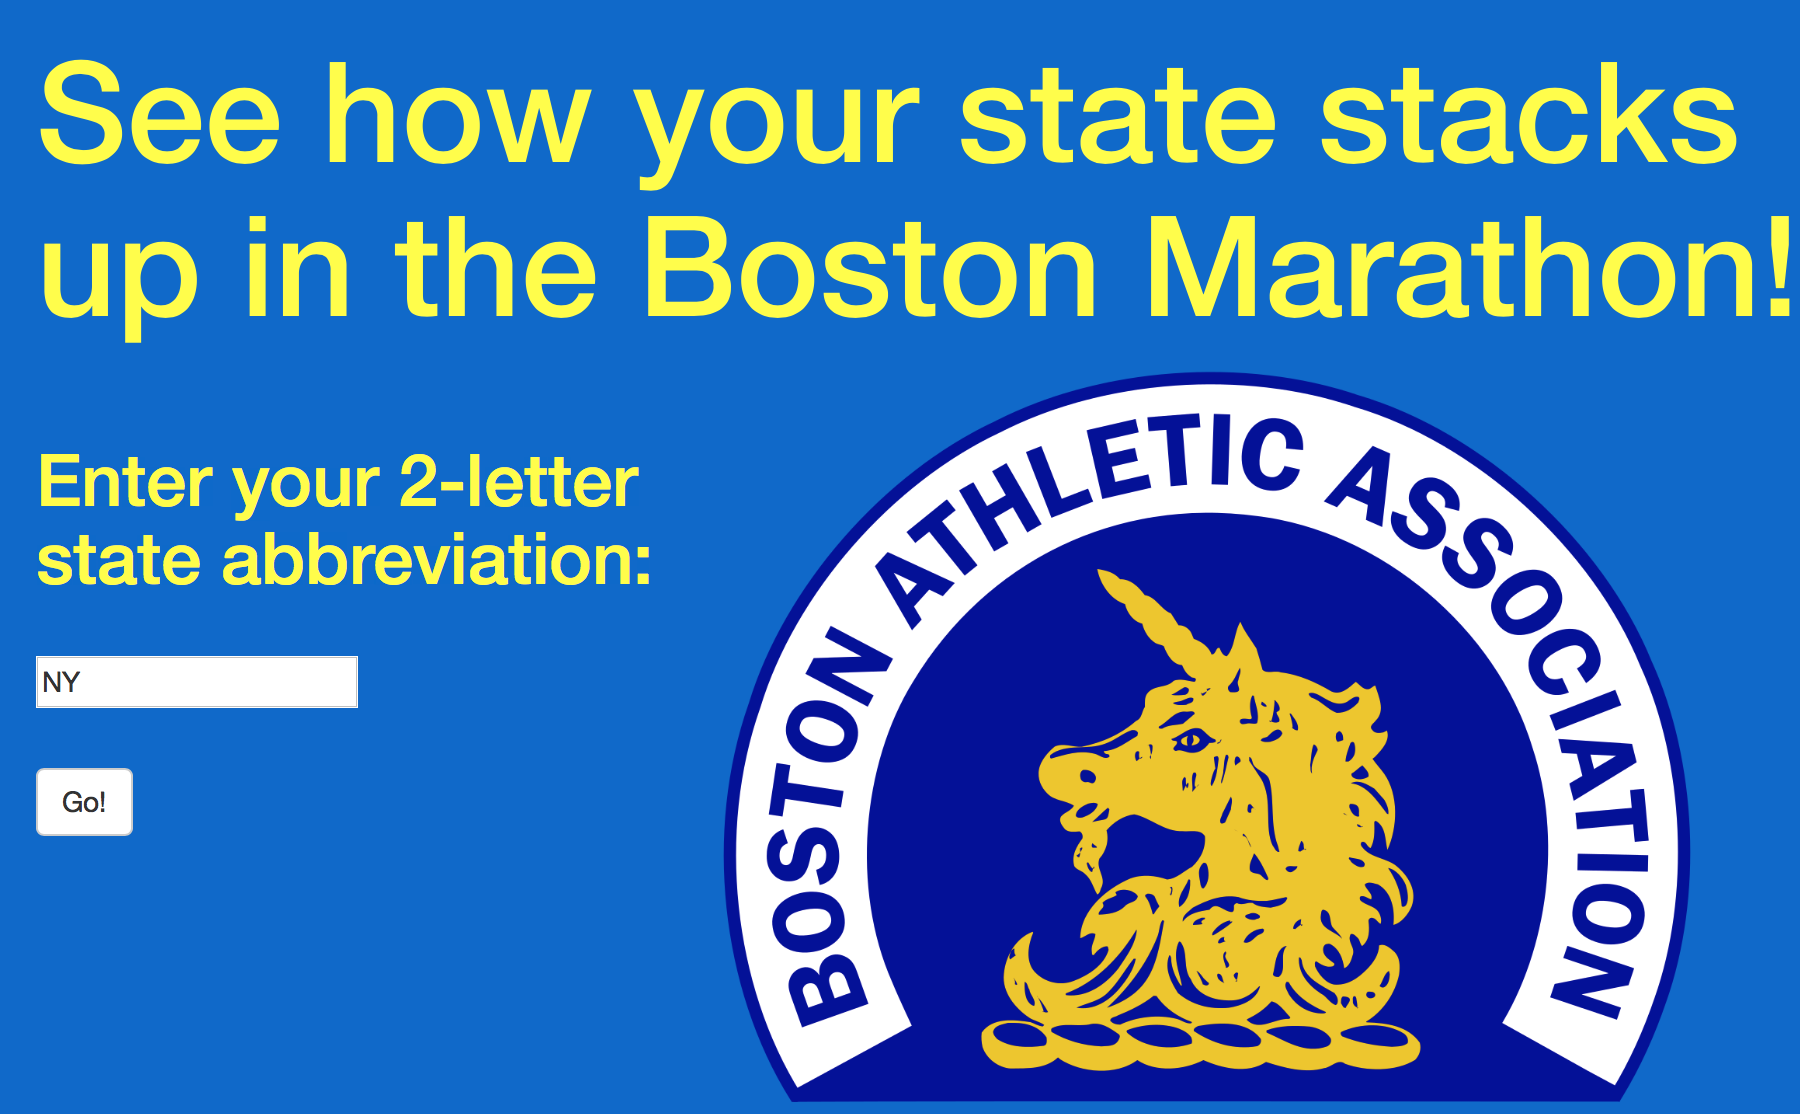 See how your state stacks
up in the Boston Marathon!
Enter your 2-letter
state abbreviation:
NY
Go!
BOSTON ATHLETIC ASSOCIATION